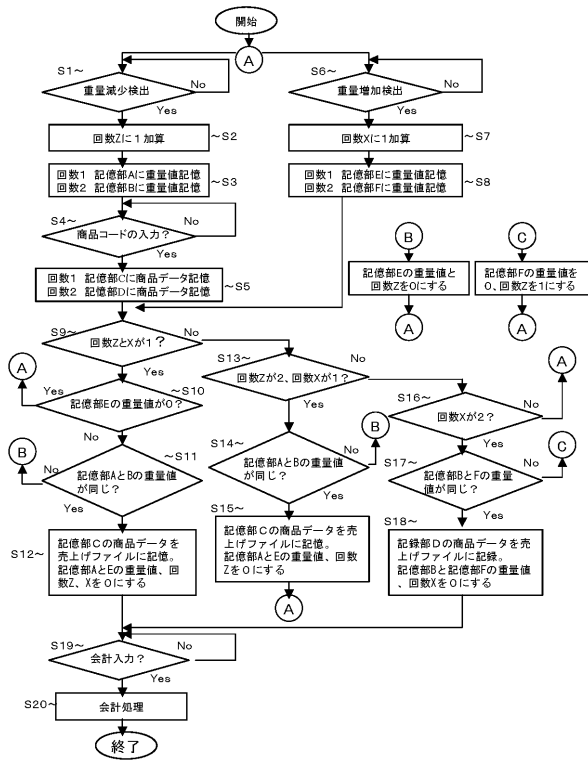 開始
A
S1～
重量減少検出
No
Yes
S6～
重量増加検出
No
Yes
回数Zに１加算
～S2
回数Xに1加算
～S7
回数1 記憶部Aに重量値記憶
回数２ 記憶部Bに重量値記憶
～S3
回数1 記憶部Eに重量値記憶
回数２ 記憶部Fに重量値記憶
～S8
S4～
商品コードの入力？
No
Yes
回数1 記憶部Cに商品データ記憶
回数２ 記憶部Dに商品データ記憶
～S5
B
記憶部Eの重量値と
回数Zを0にする
A
C
記憶部Fの重量値を
0、回数Zを1にする
A
S9～
回数ZとXが1？
No
Yes
S13～
回数Zが2、回数Xが1？
No
Yes
A
Yes
～S10
記憶部Eの重量値が0？
No
S16～
回数Xが2？
No
A
Yes
B
No
～S11
記憶部AとBの重量値
が同じ？
Yes
S14～
記憶部AとBの重量値
が同じ？
No
B
Yes
S17～
記憶部BとFの重量
値が同じ？
No
C
Yes
S12～
記憶部Cの商品データを
売上げファイルに記憶。
記憶部AとEの重量値、回
数Z、Xを0にする
S15～
記憶部Cの商品データを売
上げファイルに記憶。
記憶部AとEの重量値、回数
Zを0にする
A
S18～
記録部Dの商品データを売
上げファイルに記録。
記憶部Bと記憶部Fの重量値
、回数Xを0にする
S19～
会計入力？
No
Yes
S20～
会計処理
終了